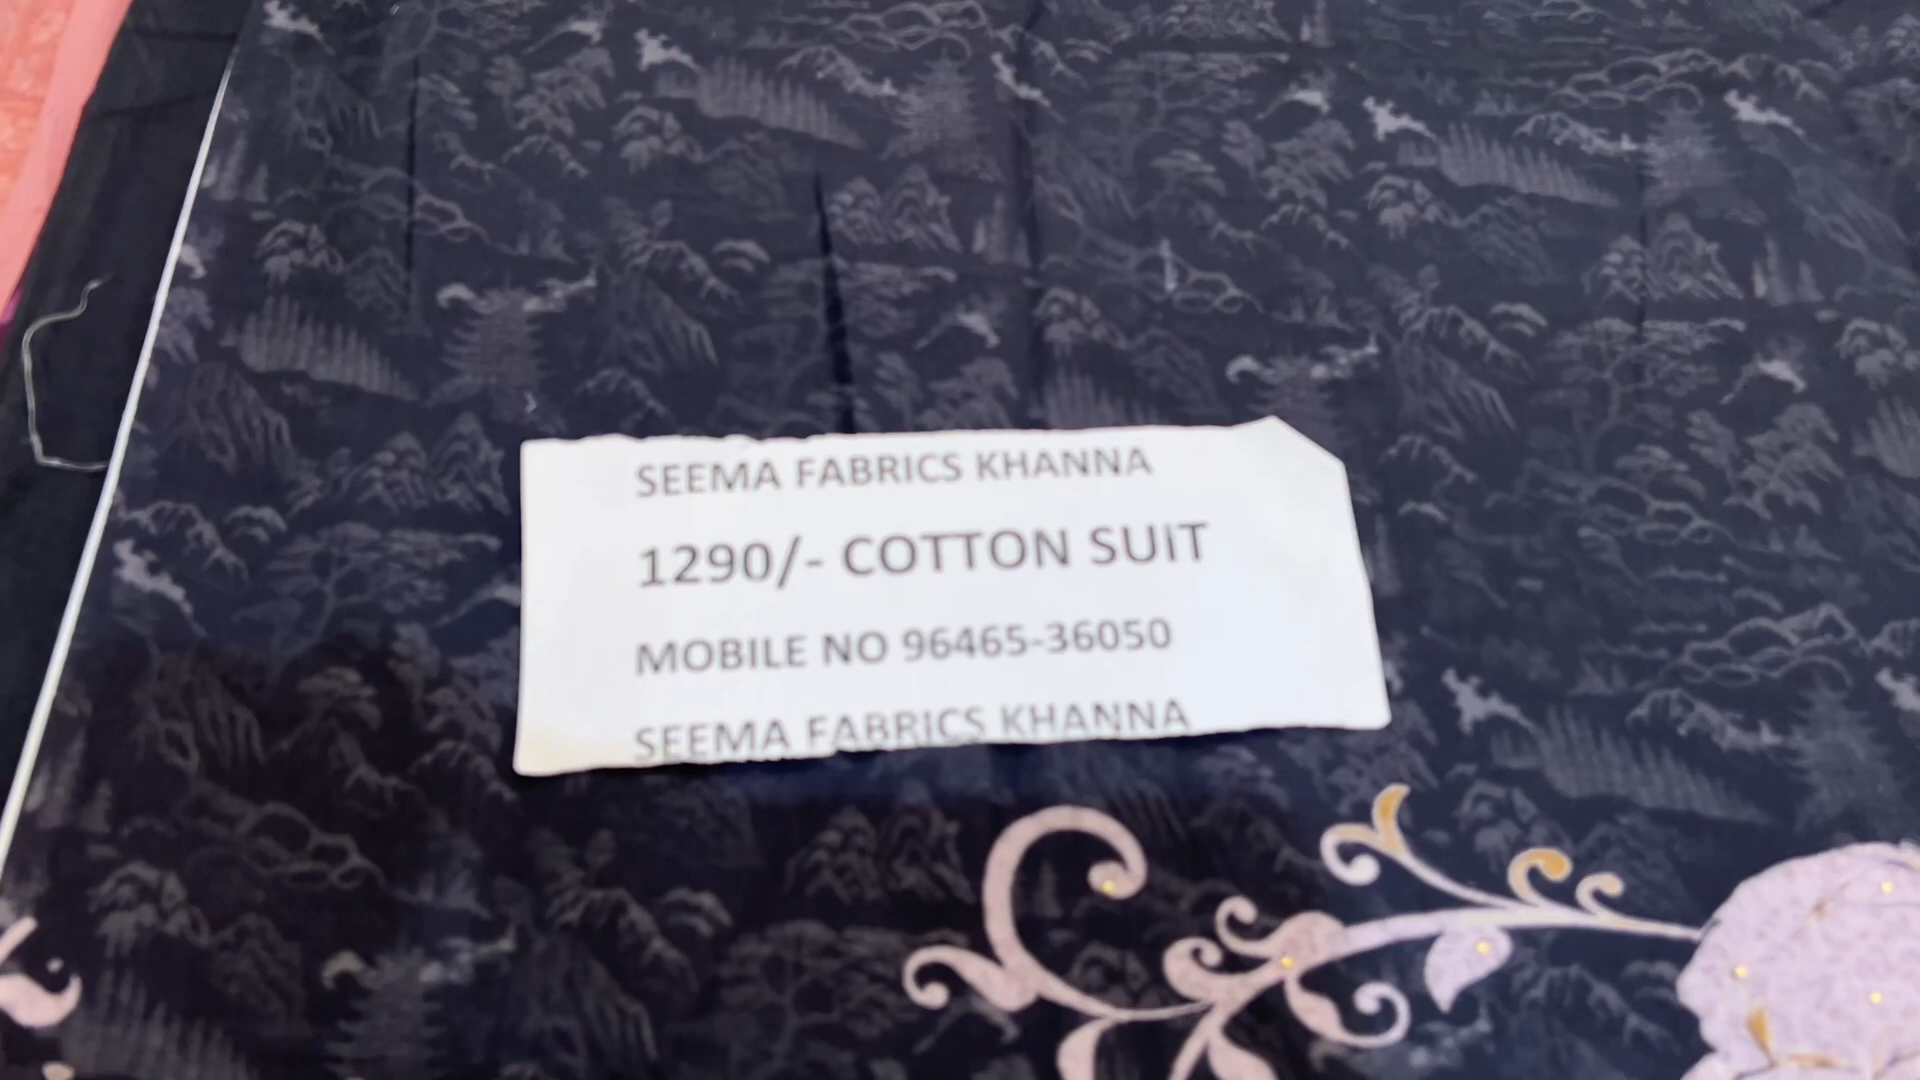 SEEMA FABRICS KHANNA
1290/- COTTON SUiT
MOBILE NO 96465-36050
SEEMA FABRICS KHANNA